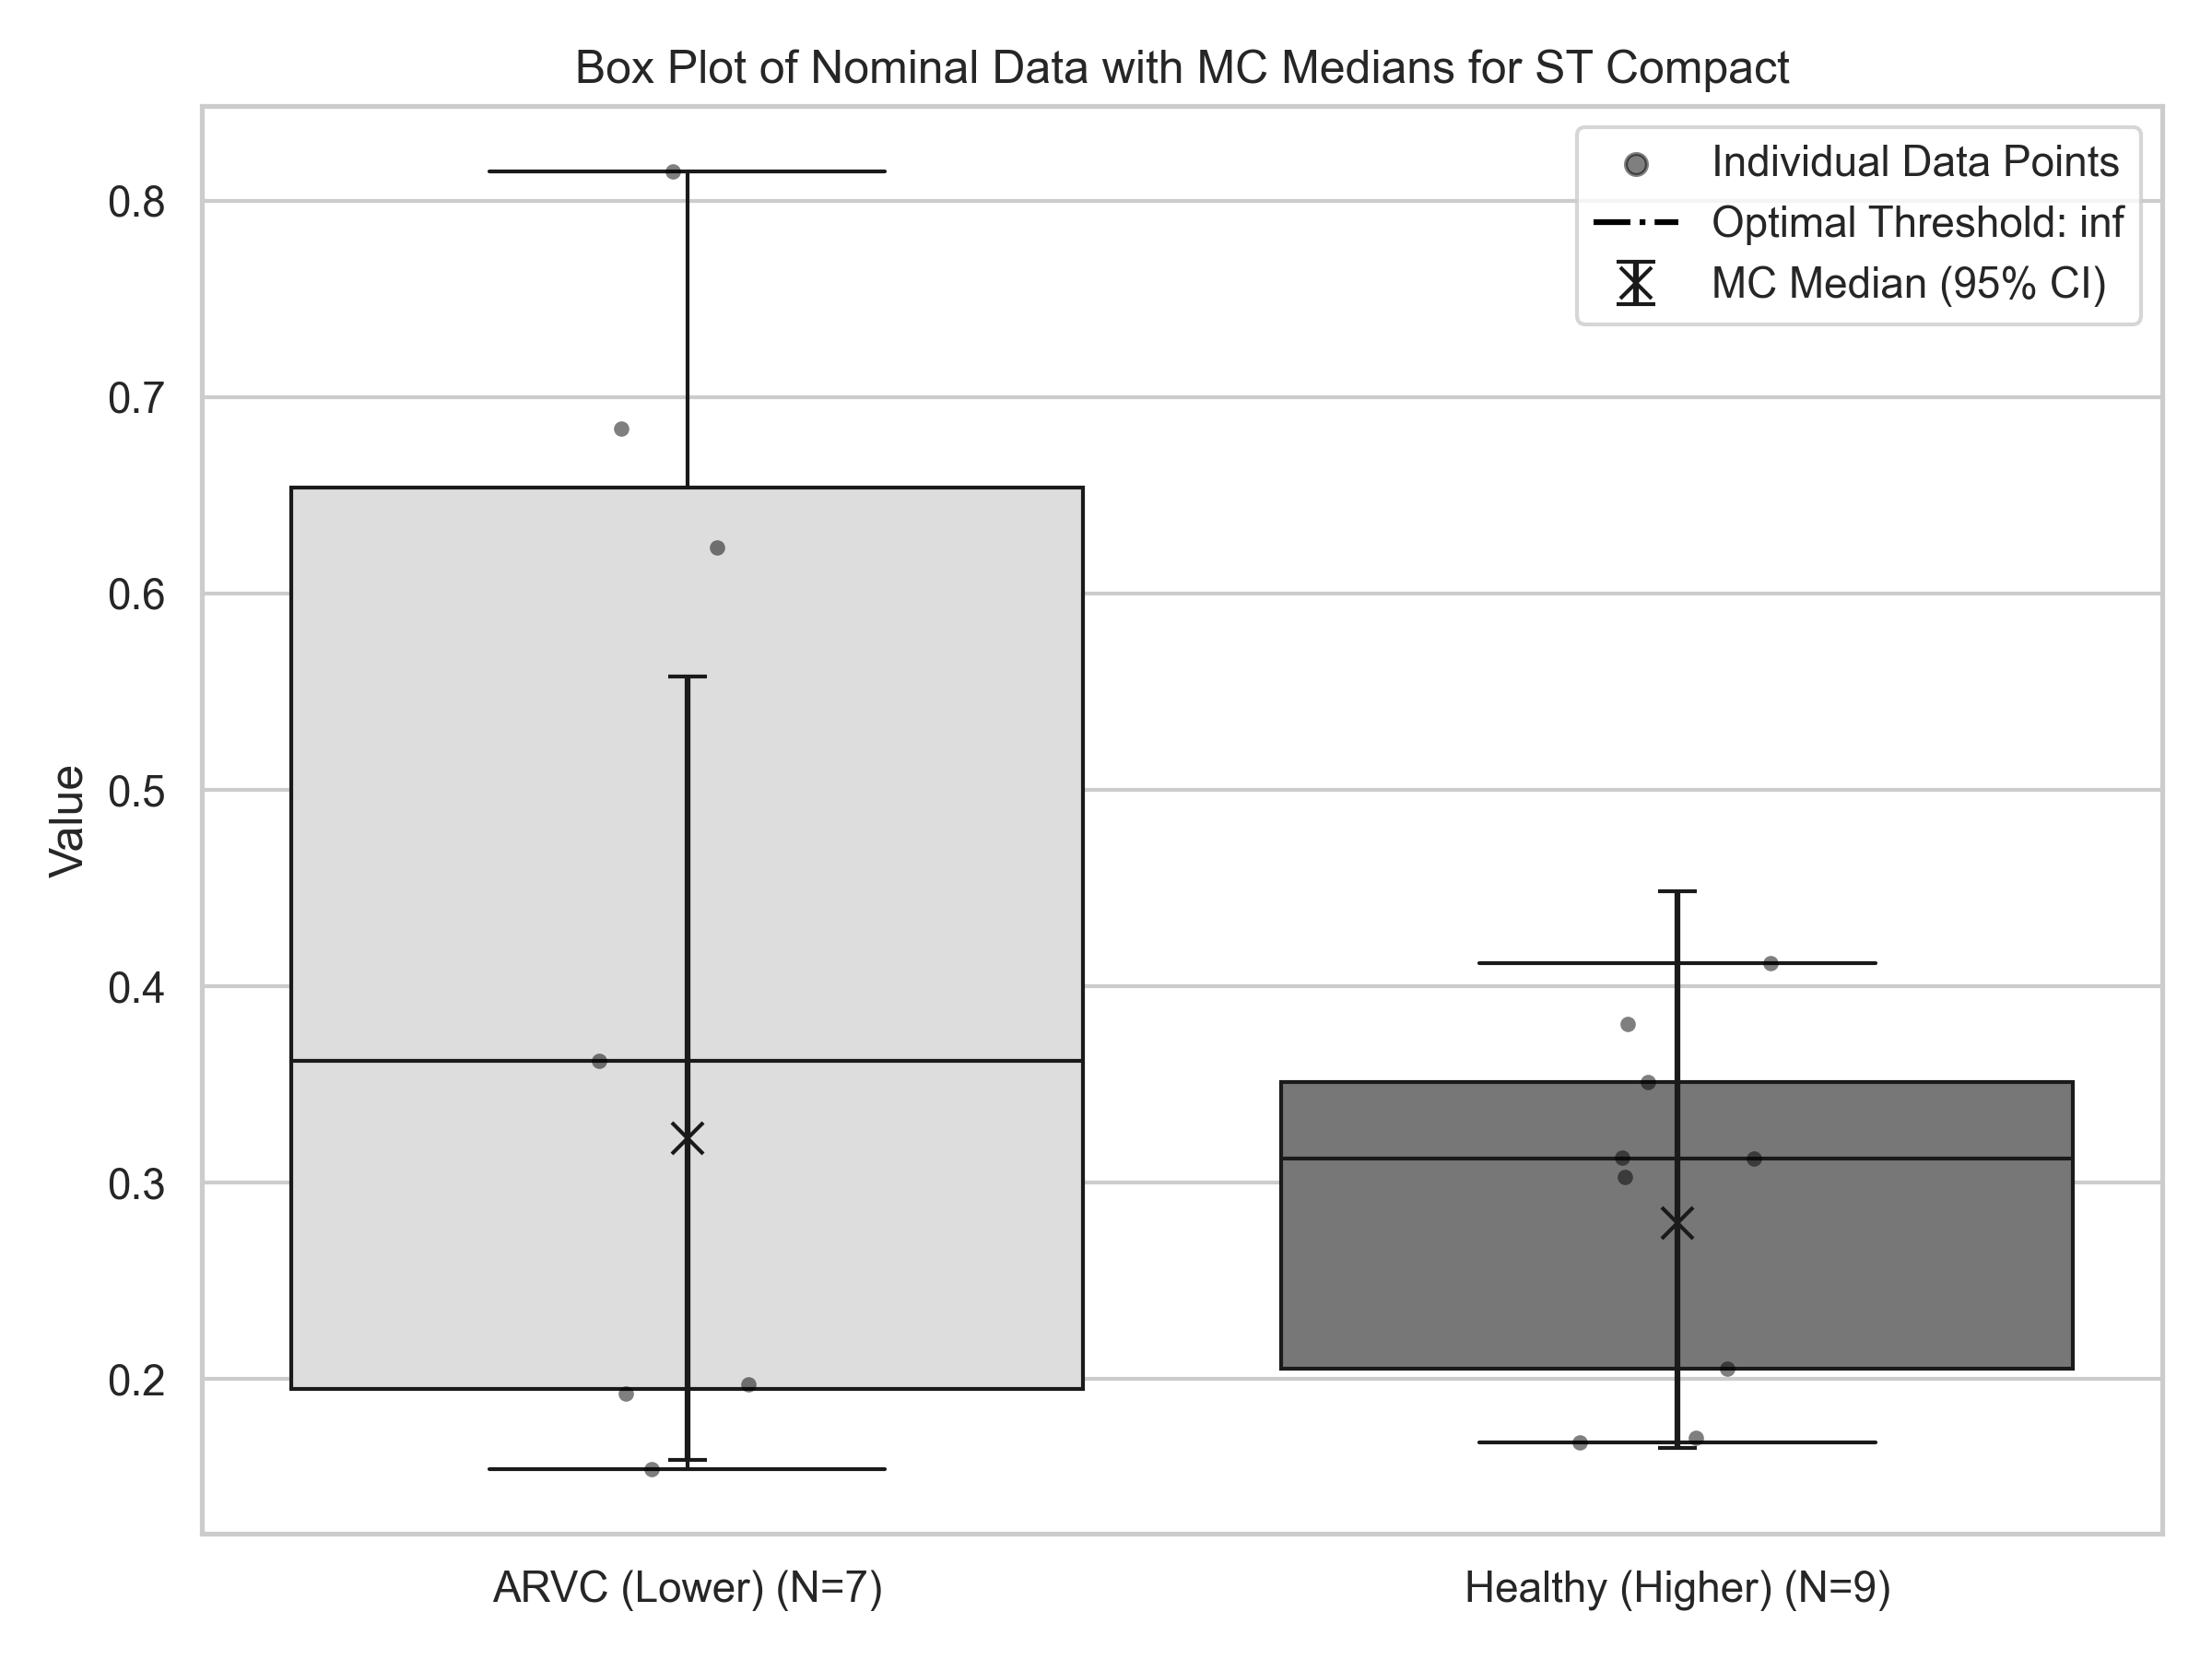 Box Plot of Nominal Data with MC Medians for ST Compact
Individual Data Points
Optimal Threshold: inf
MC Median (95% CI)
Value
0.8
0.7
0.6
0.5
0.4
0.3
0.2
ARVC (Lower) (N=7)
Healthy (Higher) (N=9)